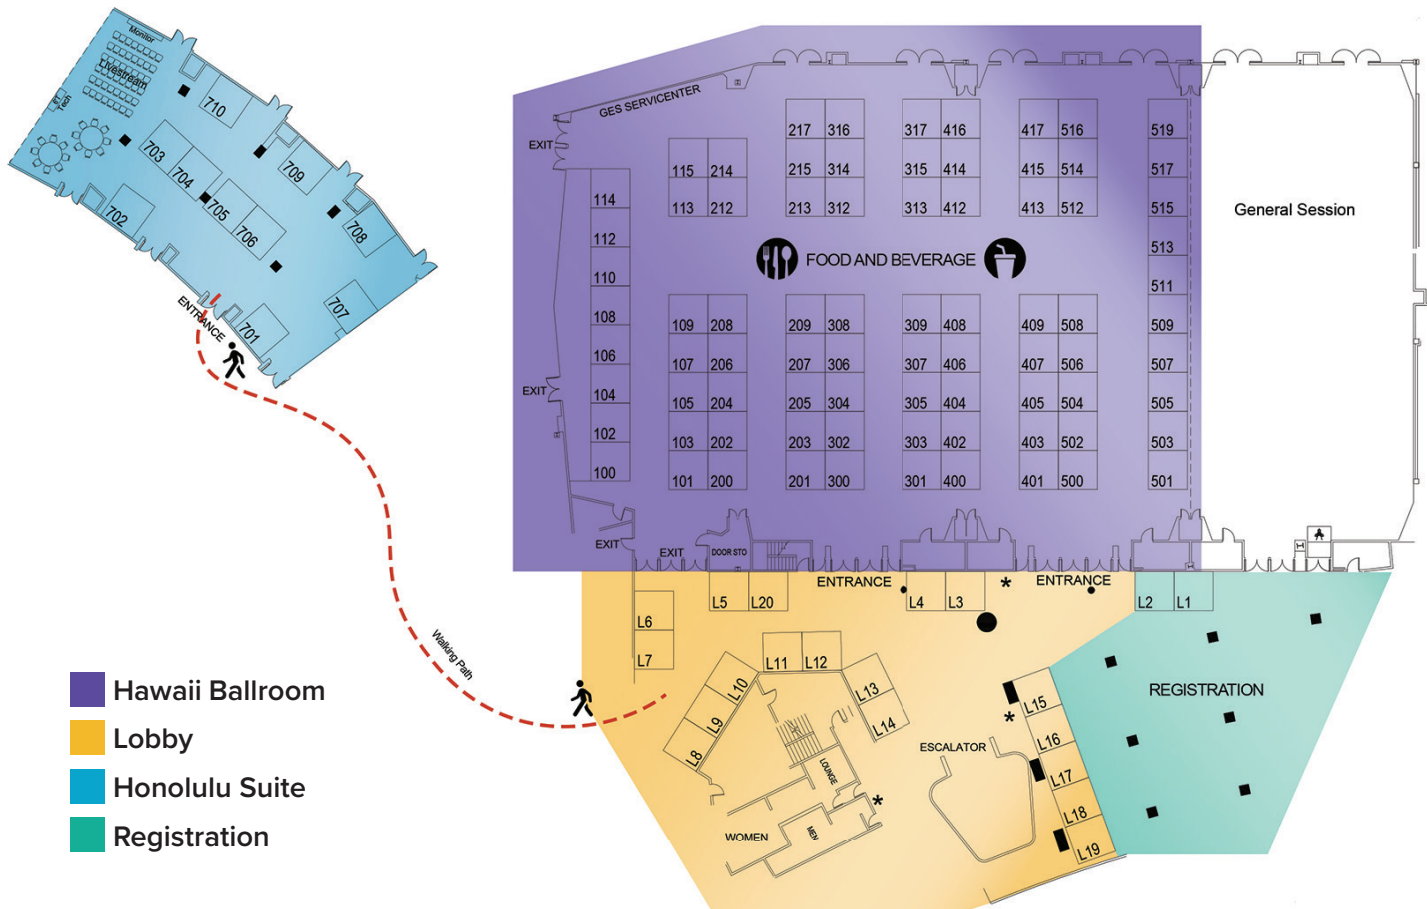 Monitor
Livestream
Tech
710
703
704
709
705
706
702
708
707
701
ENTRANCE
Walking Path
GES SERVICENTER
EXIT
217 316
317 416
417 516
519
115 214
215 314
315 414
415 514
517
114
113 212
213 312
313 412
413 512
515
General Session
112
513
FOOD AND BEVERAGE
110
511
108
109 208
209 308
309 408
409 508
509
106
107 206
207 306
307 406
407 506
507
EXIT
104
105 204
205 304
305 404
405 504
505
102
103 202
203 302
303 402
403 502
503
100
101 200
201 300
301 400
401 500
501
EXIT
EXIT
DOOR STO
ENTRANCE
*
ENTRANCE
L5 L20
L4 L3
L2 L1
L6
L7
L11 L12
L10
L9
L8
L13
L14
L15
*
L16
L17
L18
L19
REGISTRATION
ESCALATOR
LOUNGE
*
WOMEN
MEN
Hawaii Ballroom
Lobby
Honolulu Suite
Registration